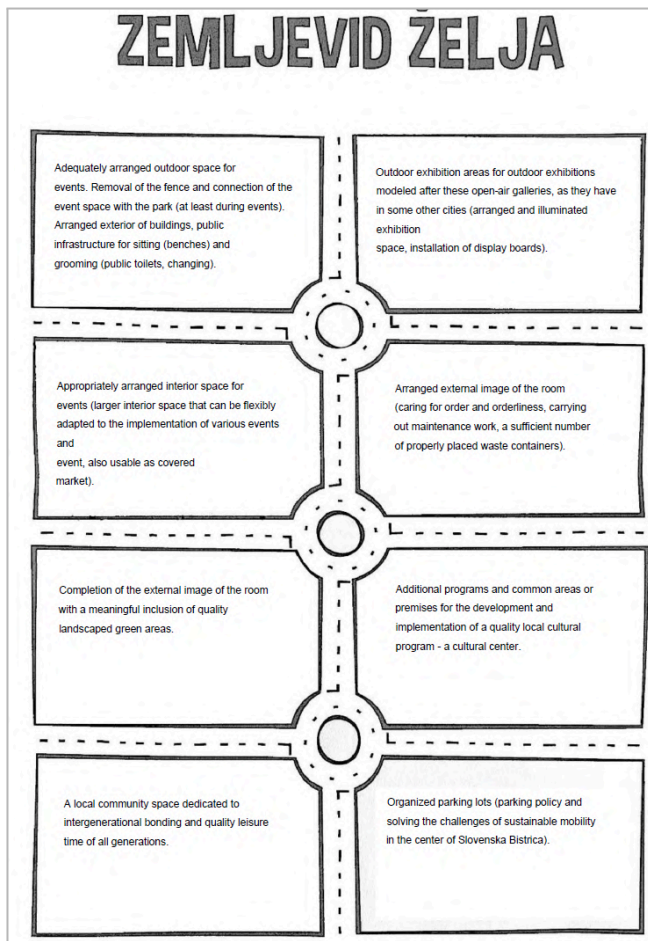 ZEMLJEVID ŽELJA
Adequately arranged outdoor space for
events. Removal of the fence and connection of the
event space with the park (at least during events).
Arranged exterior of buildings, public
infrastructure for sitting (benches) and
grooming (public toilets, changing).
Outdoor exhibition areas for outdoor exhibitions
modeled after these open-air galleries, as they have
in some other cities (arranged and illuminated
exhibition
space, installation of display boards).
Appropriately arranged interior space for
events (larger interior space that can be flexibly
adapted to the implementation of various events
and
event, also usable as covered
market).
Arranged external image of the room
(caring for order and orderliness, carrying
out maintenance work, a sufficient number
of properly placed waste containers).
Completion of the external image of the room
with a meaningful inclusion of quality
landscaped green areas.
Additional programs and common areas or
premises for the development and
implementation of a quality local cultural
program - a cultural center.
A local community space dedicated to
intergenerational bonding and quality leisure
time of all generations.
Organized parking lots (parking policy and
solving the challenges of sustainable mobility
in the center of Slovenska Bistrica).